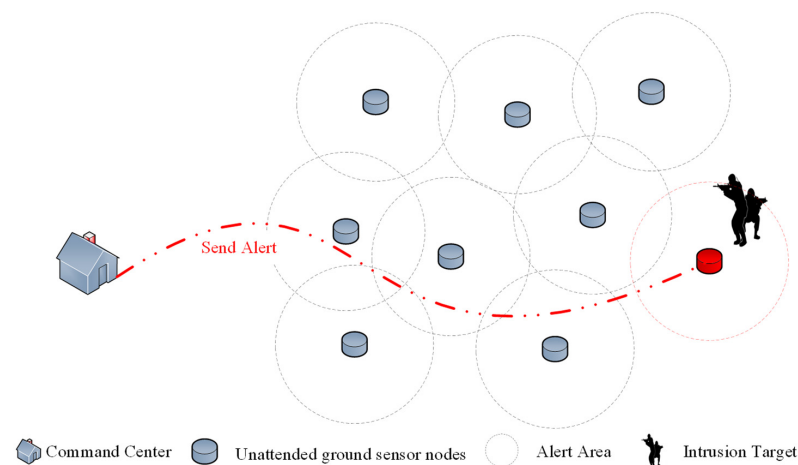 Send Alert
Command Center
Unattended ground sensor nodes
Alert Area
Intrusion Target